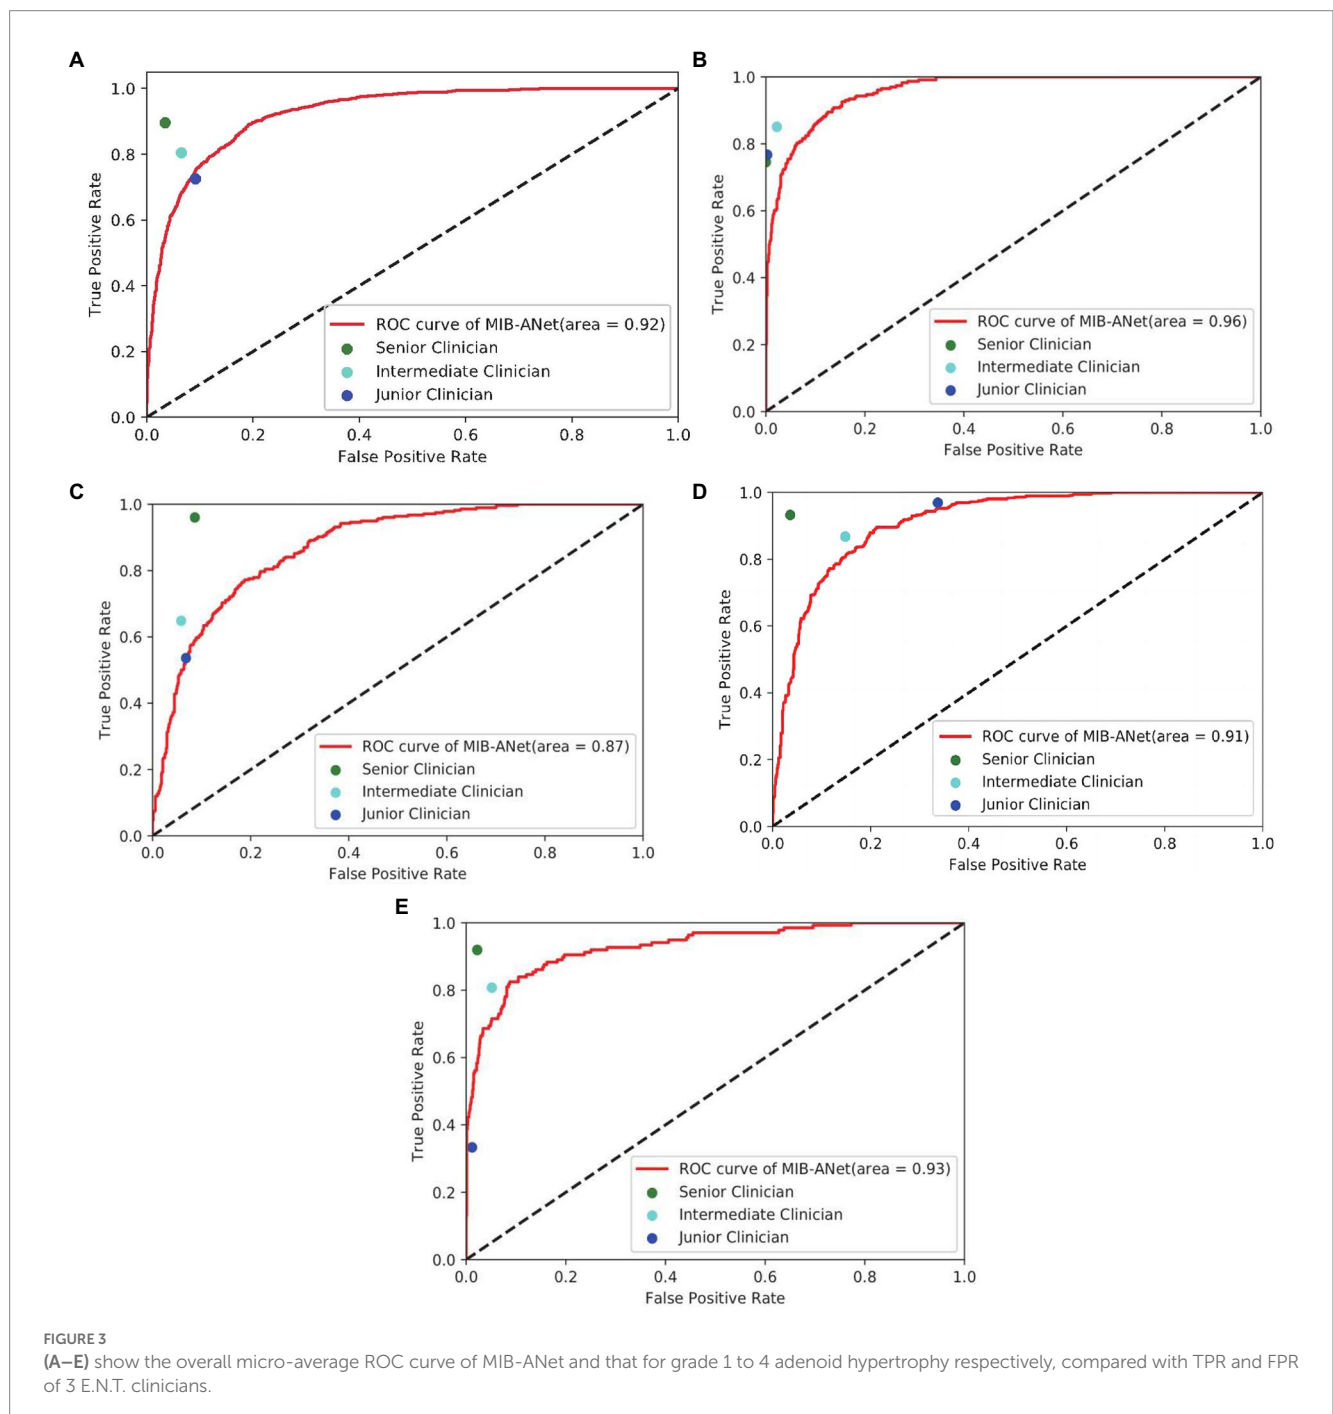 A
1.0
0.8
0.6
0.4
0.2
0.0
True Positive Rate
ROC curve of MIB-ANet(area = 0.92)
Senior Clinician
Intermediate Clinician
Junior Clinician
0.0 0.2 0.4 0.6 0.8 1.0
False Positive Rate
B
1.0
0.8
0.6
0.4
0.2
0.0
True Positive Rate
ROC curve of MIB-ANet(area = 0.96)
Senior Clinician
Intermediate Clinician
Junior Clinician
0.0 0.2 0.4 0.6 0.8 1.0
False Positive Rate
C
1.0
0.8
0.6
0.4
0.2
0.0
True Positive Rate
ROC curve of MIB-ANet(area = 0.87)
Senior Clinician
Intermediate Clinician
Junior Clinician
0.0 0.2 0.4 0.6 0.8 1.0
False Positive Rate
D
1.0
0.8
0.6
0.4
0.2
0.0
True Positive Rate
ROC curve of MIB-ANet(area = 0.91)
Senior Clinician
Intermediate Clinician
Junior Clinician
0.0 0.2 0.4 0.6 0.8 1.0
False Positive Rate
E
1.0
0.8
0.6
0.4
0.2
0.0
True Positive Rate
ROC curve of MIB-ANet(area = 0.93)
Senior Clinician
Intermediate Clinician
Junior Clinician
0.0 0.2 0.4 0.6 0.8 1.0
False Positive Rate
FIGURE 3
(A–E) show the overall micro-average ROC curve of MIB-ANet and that for grade 1 to 4 adenoid hypertrophy respectively, compared with TPR and FPR
of 3 E.N.T. clinicians.